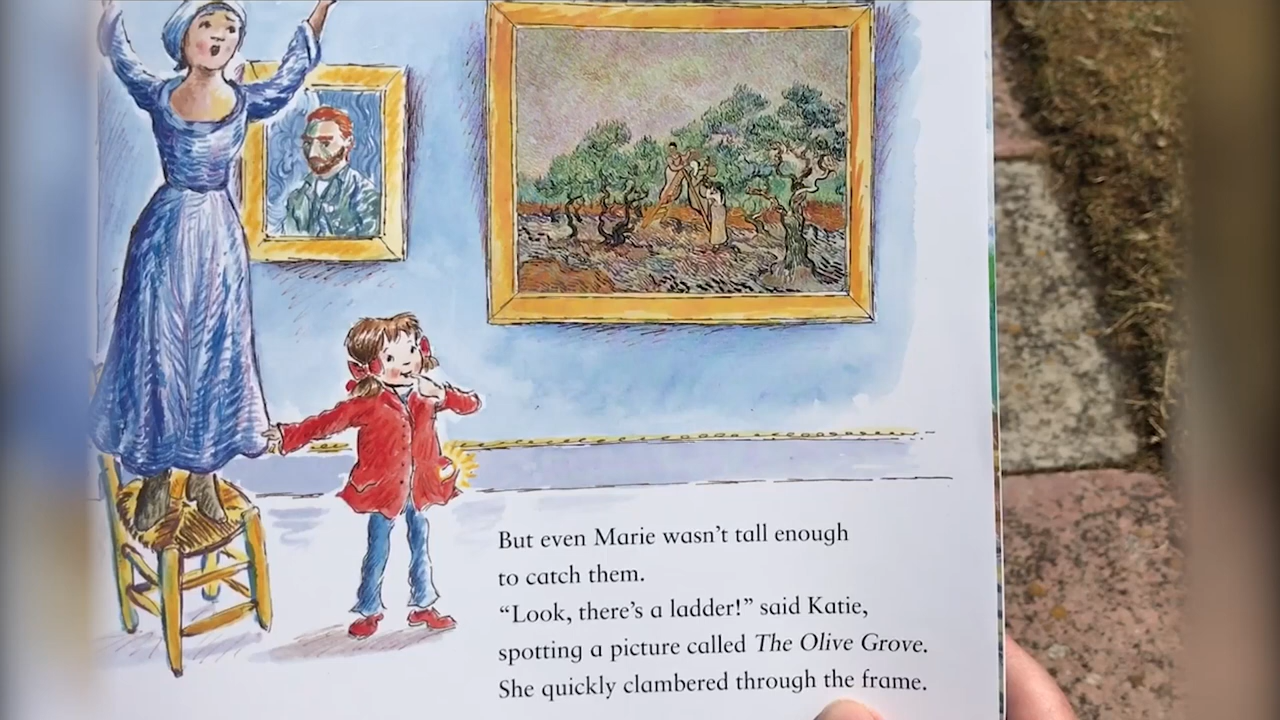 But even Marie wasn’t tall enough
to catch them.
“Look, there’s a ladder!” said Katie,
spotting a picture called The Olive Grove.
She quickly clambered through the frame.